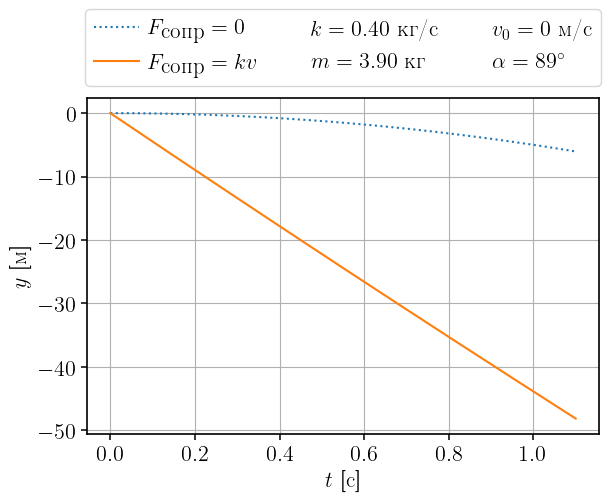 F_сопр = 0 k = 0.40 кг/с v_0 = 0 м/с
F_сопр = kv m = 3.90 кг α = 89°
0
−10
−20
−30
−40
−50
y [м]
0.0 0.2 0.4 0.6 0.8 1.0
t [с]